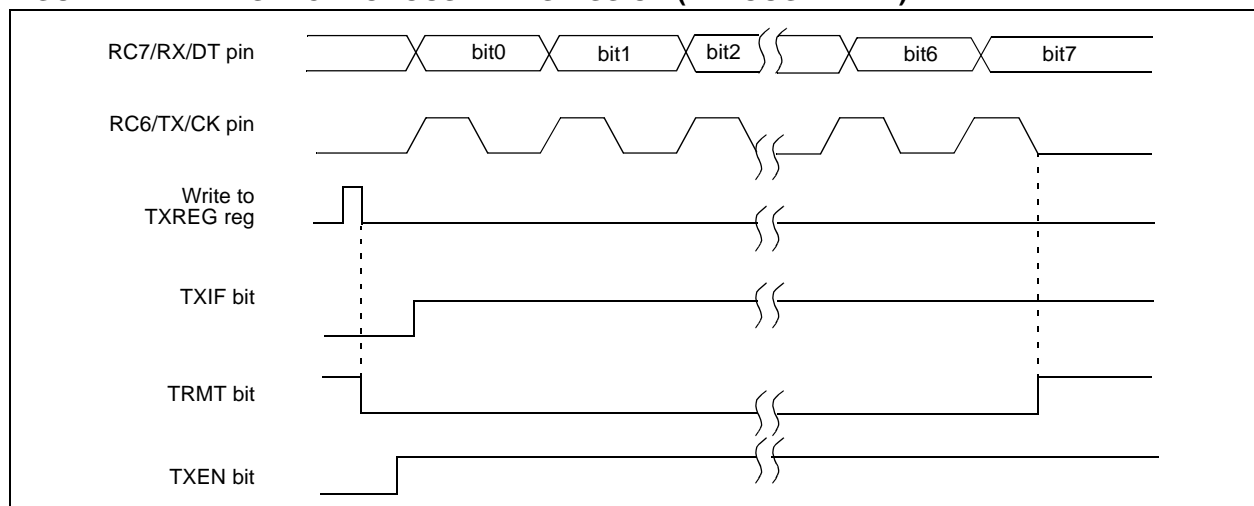 RC7/RX/DT pin
bit0
bit1
bit2
bit6
bit7
RC6/TX/CK pin
Write to
TXREG reg
TXIF bit
TRMT bit
TXEN bit